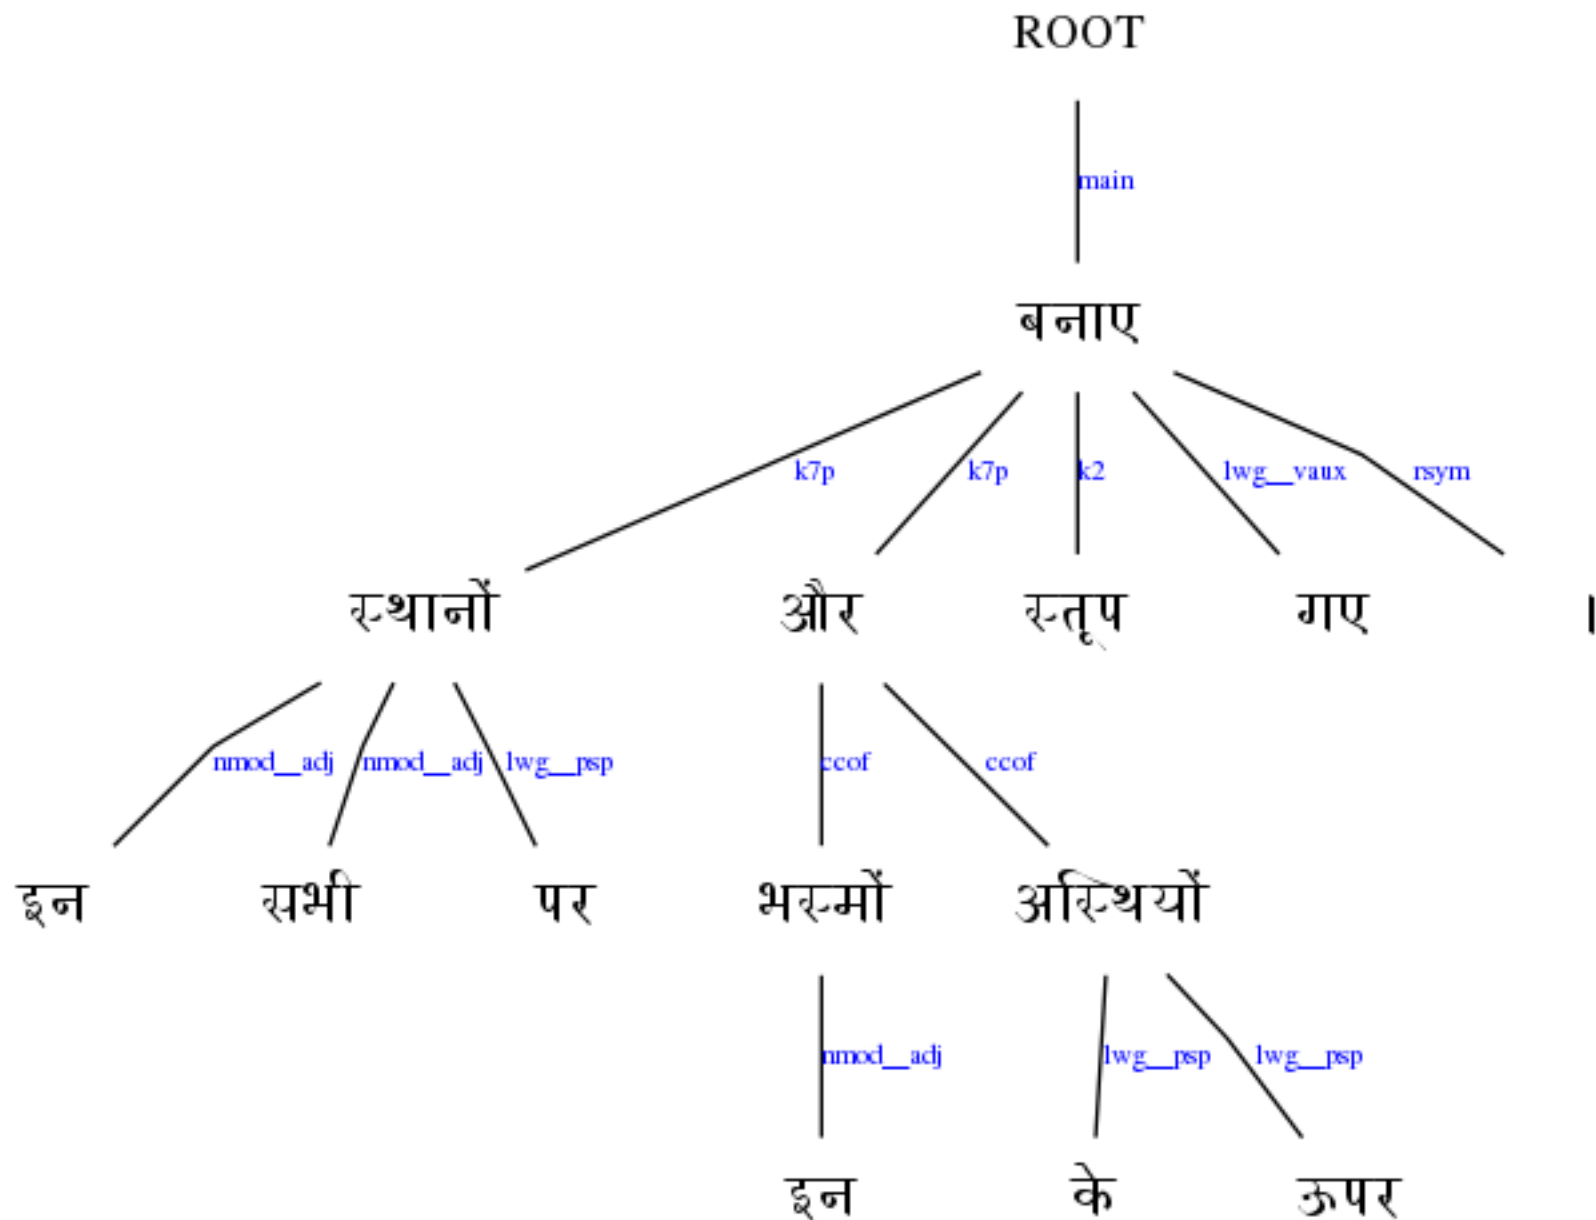 ROOT
main
बनाए
k7p k7p k2 lwg__vaux rsym
स्थानों और स्तूप गए ।
nmod__adj nmod__adj lwg__psp ccof ccof
इन सभी पर भस्मों अस्थियों
nmod__adj lwg__psp lwg__psp
इन के ऊपर